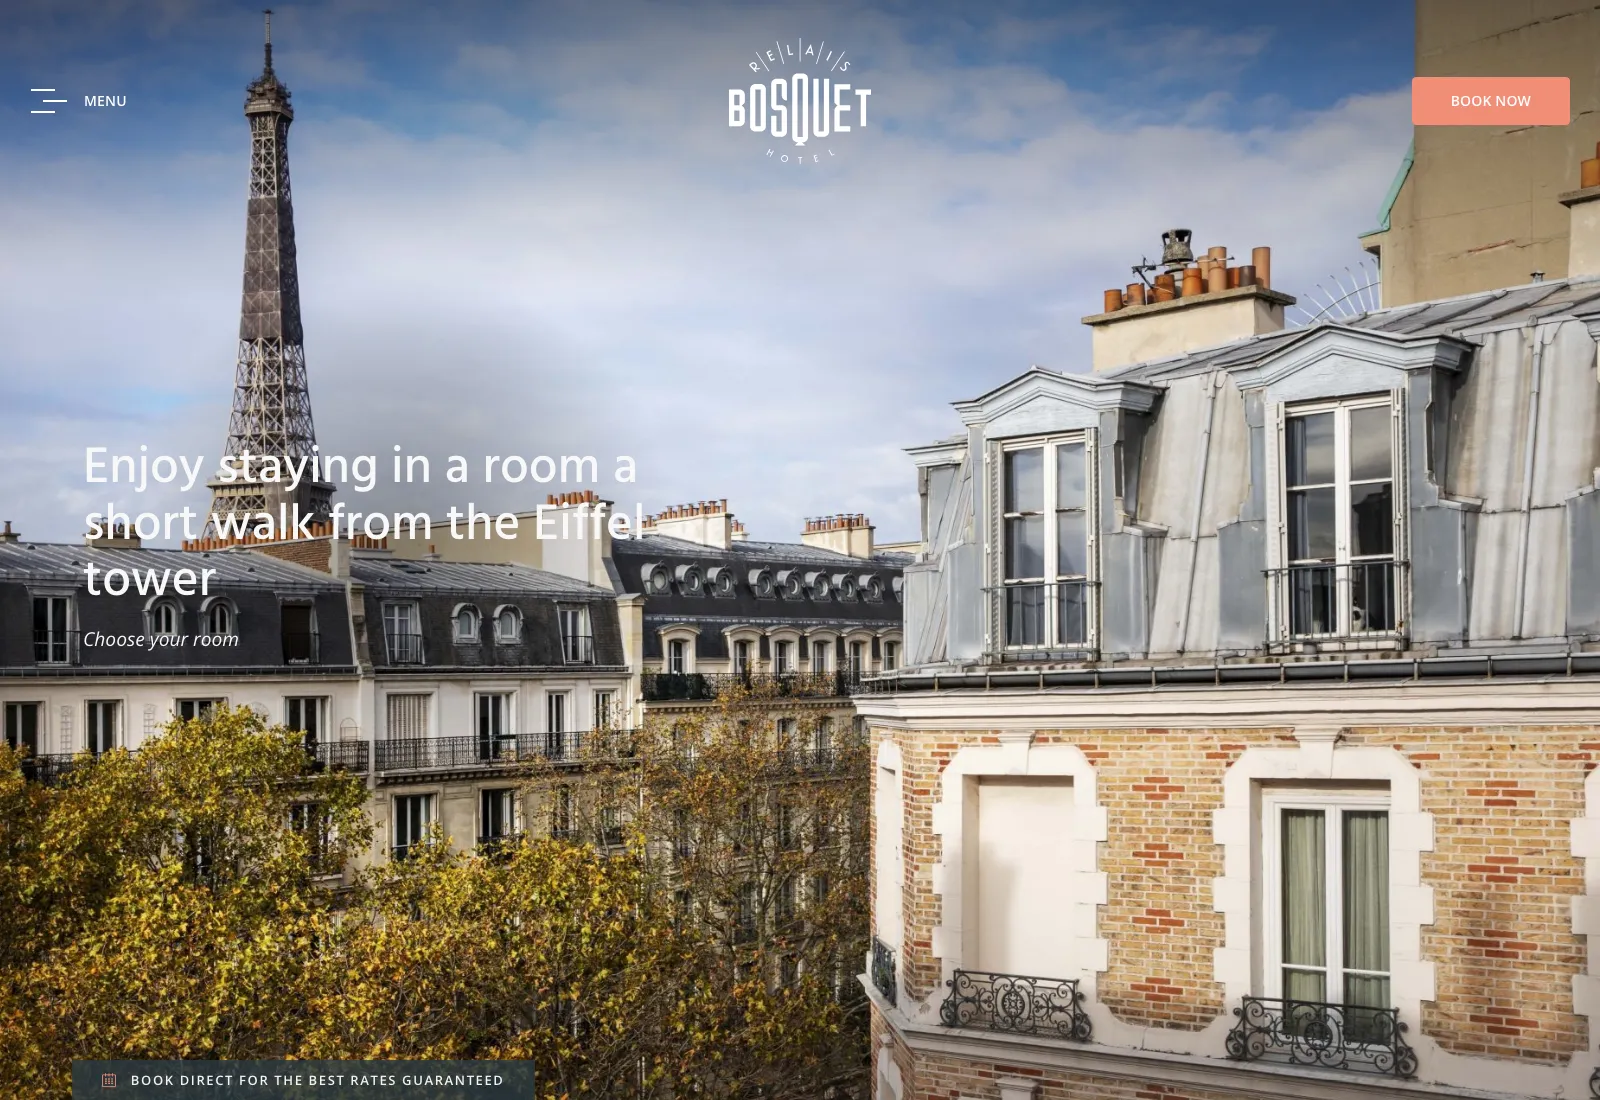 MENU
RELAIS
BOSQUET
HOTEL
BOOK NOW
Enjoy staying in a room a
short walk from the Eiffel
tower
Choose your room
BOOK DIRECT FOR THE BEST RATES GUARANTEED